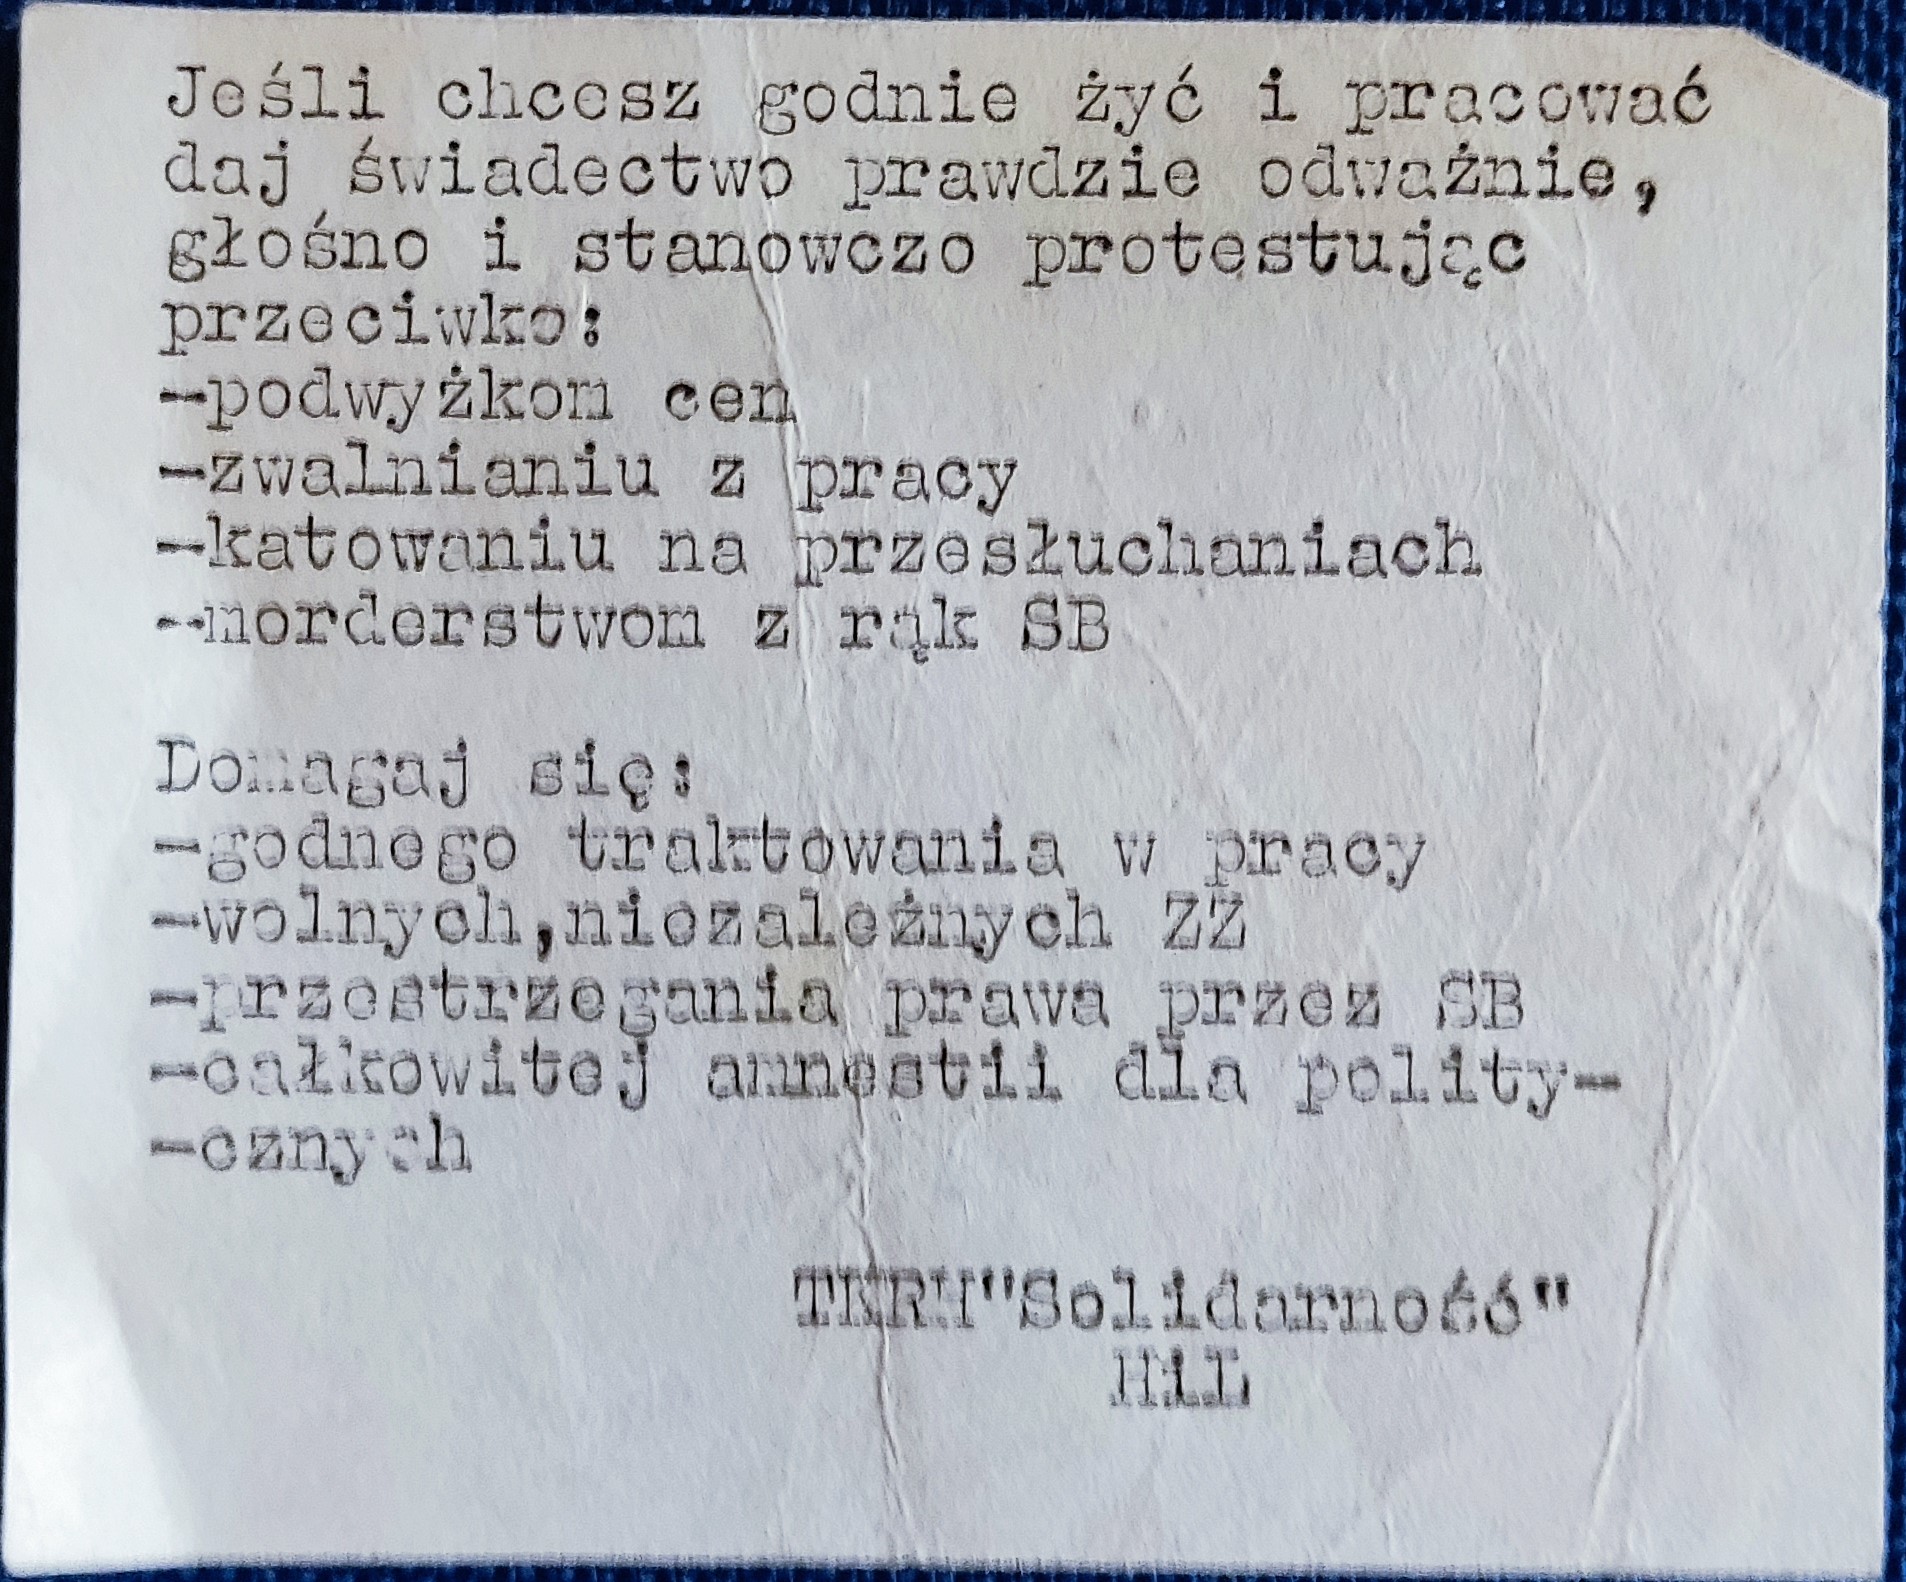 Jeśli chcesz godnie żyć i pracować
daj świadectwo prawdzie odważnie,
głośno i stanowczo protestując
przeciwko:
-podwyżkom cen
-zwalnianiu z pracy
-katowaniu na przesłuchaniach
-morderstwom z rąk SB
Domagaj się:
-godnego traktowania w pracy
-wolnych,niezależnych ZZ
-przestrzegania prawa przez SB
-całkowitej amnestii dla polity-
-cznych
TKRH"Solidarność"
HiL